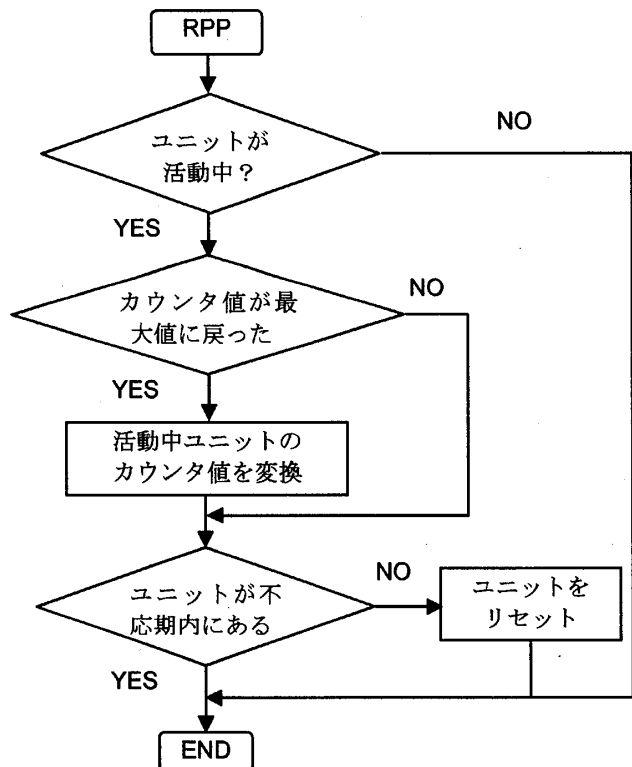 RPP
ユニットが
活動中？
NO
YES
カウンタ値が最
大値に戻った
NO
YES
活動中ユニットの
カウンタ値を変換
ユニットが不
応期内にある
NO
ユニットを
リセット
YES
END